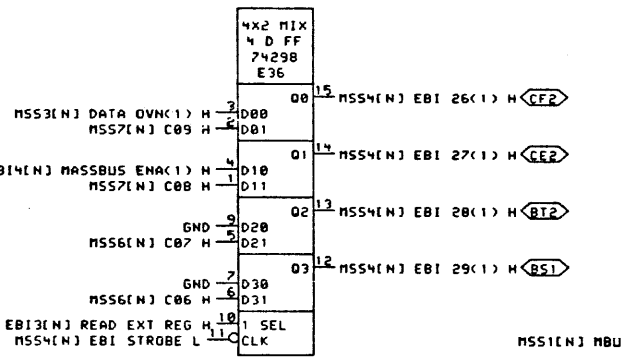 4X2 MIX
4 D FF
74298
E36
Q0 15 MSS4[N] EBI 26(1) H CF2
MSS3[N] DATA OVN(1) H 3 D00
MSS7[N] C09 H 2 D01
Q1 14 MSS4[N] EBI 27(1) H CE2
BI4[N] MASSBUS ENA(1) H 4 D10
MSS7[N] C08 H 1 D11
Q2 13 MSS4[N] EBI 28(1) H BT2
GND 9 D20
MSS6[N] C07 H 5 D21
Q3 12 MSS4[N] EBI 29(1) H BS1
GND 7 D30
MSS6[N] C06 H 6 D31
EBI3[N] READ EXT REG H 10 1 SEL
MSS4[N] EBI STROBE L 11 CLK
MSS1[N] MBU